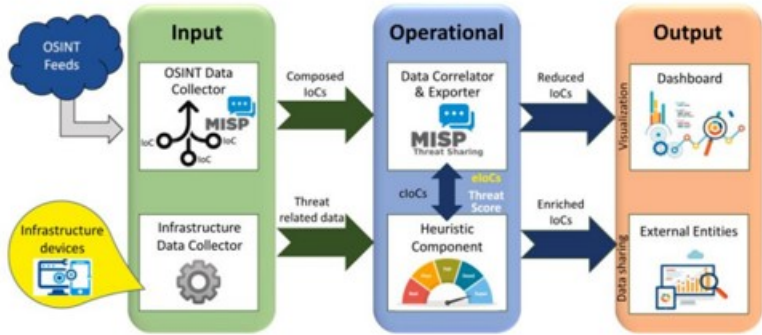 OSINT
Feeds
Input
OSINT Data
Collector
MISP
IoC
IoC
IoC
Composed
IoCs
Operational
Data Correlator
& Exporter
MISP
Threat Sharing
Reduced
IoCs
Output
Dashboard
Visualization
cIoCs
eIoCs
Threat
Score
Infrastructure
devices
Infrastructure
Data Collector
Threat
related data
Heuristic
Component
Enriched
IoCs
External Entities
Data sharing